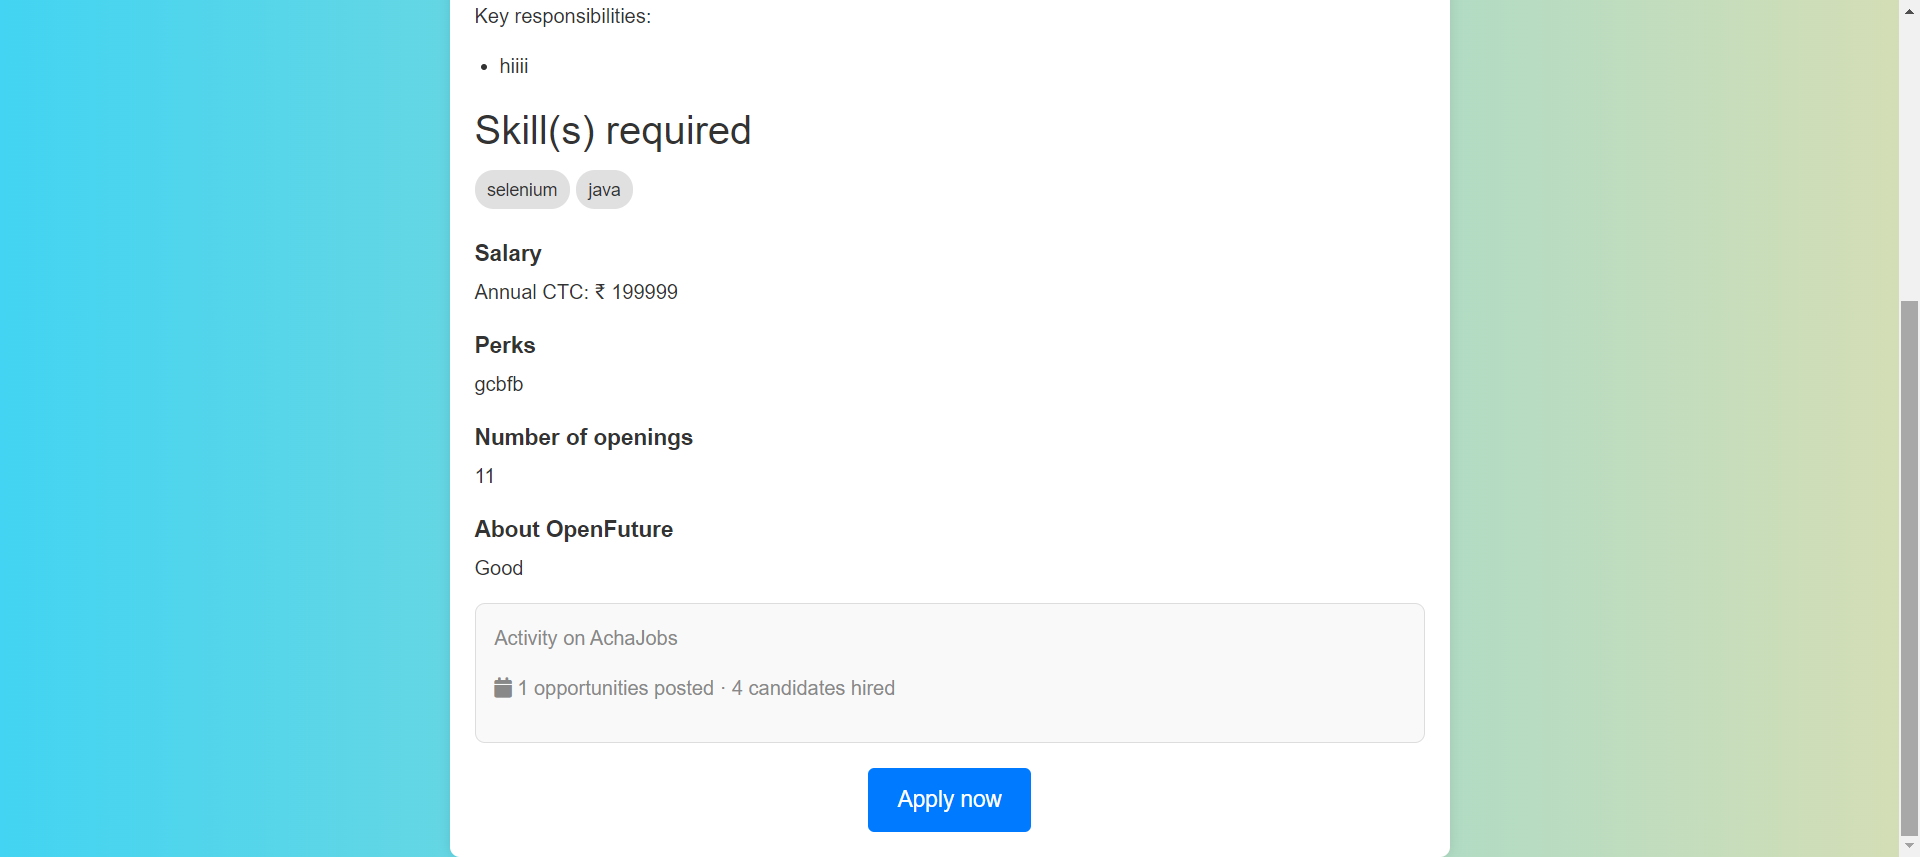 Key responsibilities:
hiiii
Skill(s) required
selenium java
Salary
Annual CTC: ₹ 199999
Perks
gcbfb
Number of openings
11
About OpenFuture
Good
Activity on AchaJobs
1 opportunities posted · 4 candidates hired
Apply now